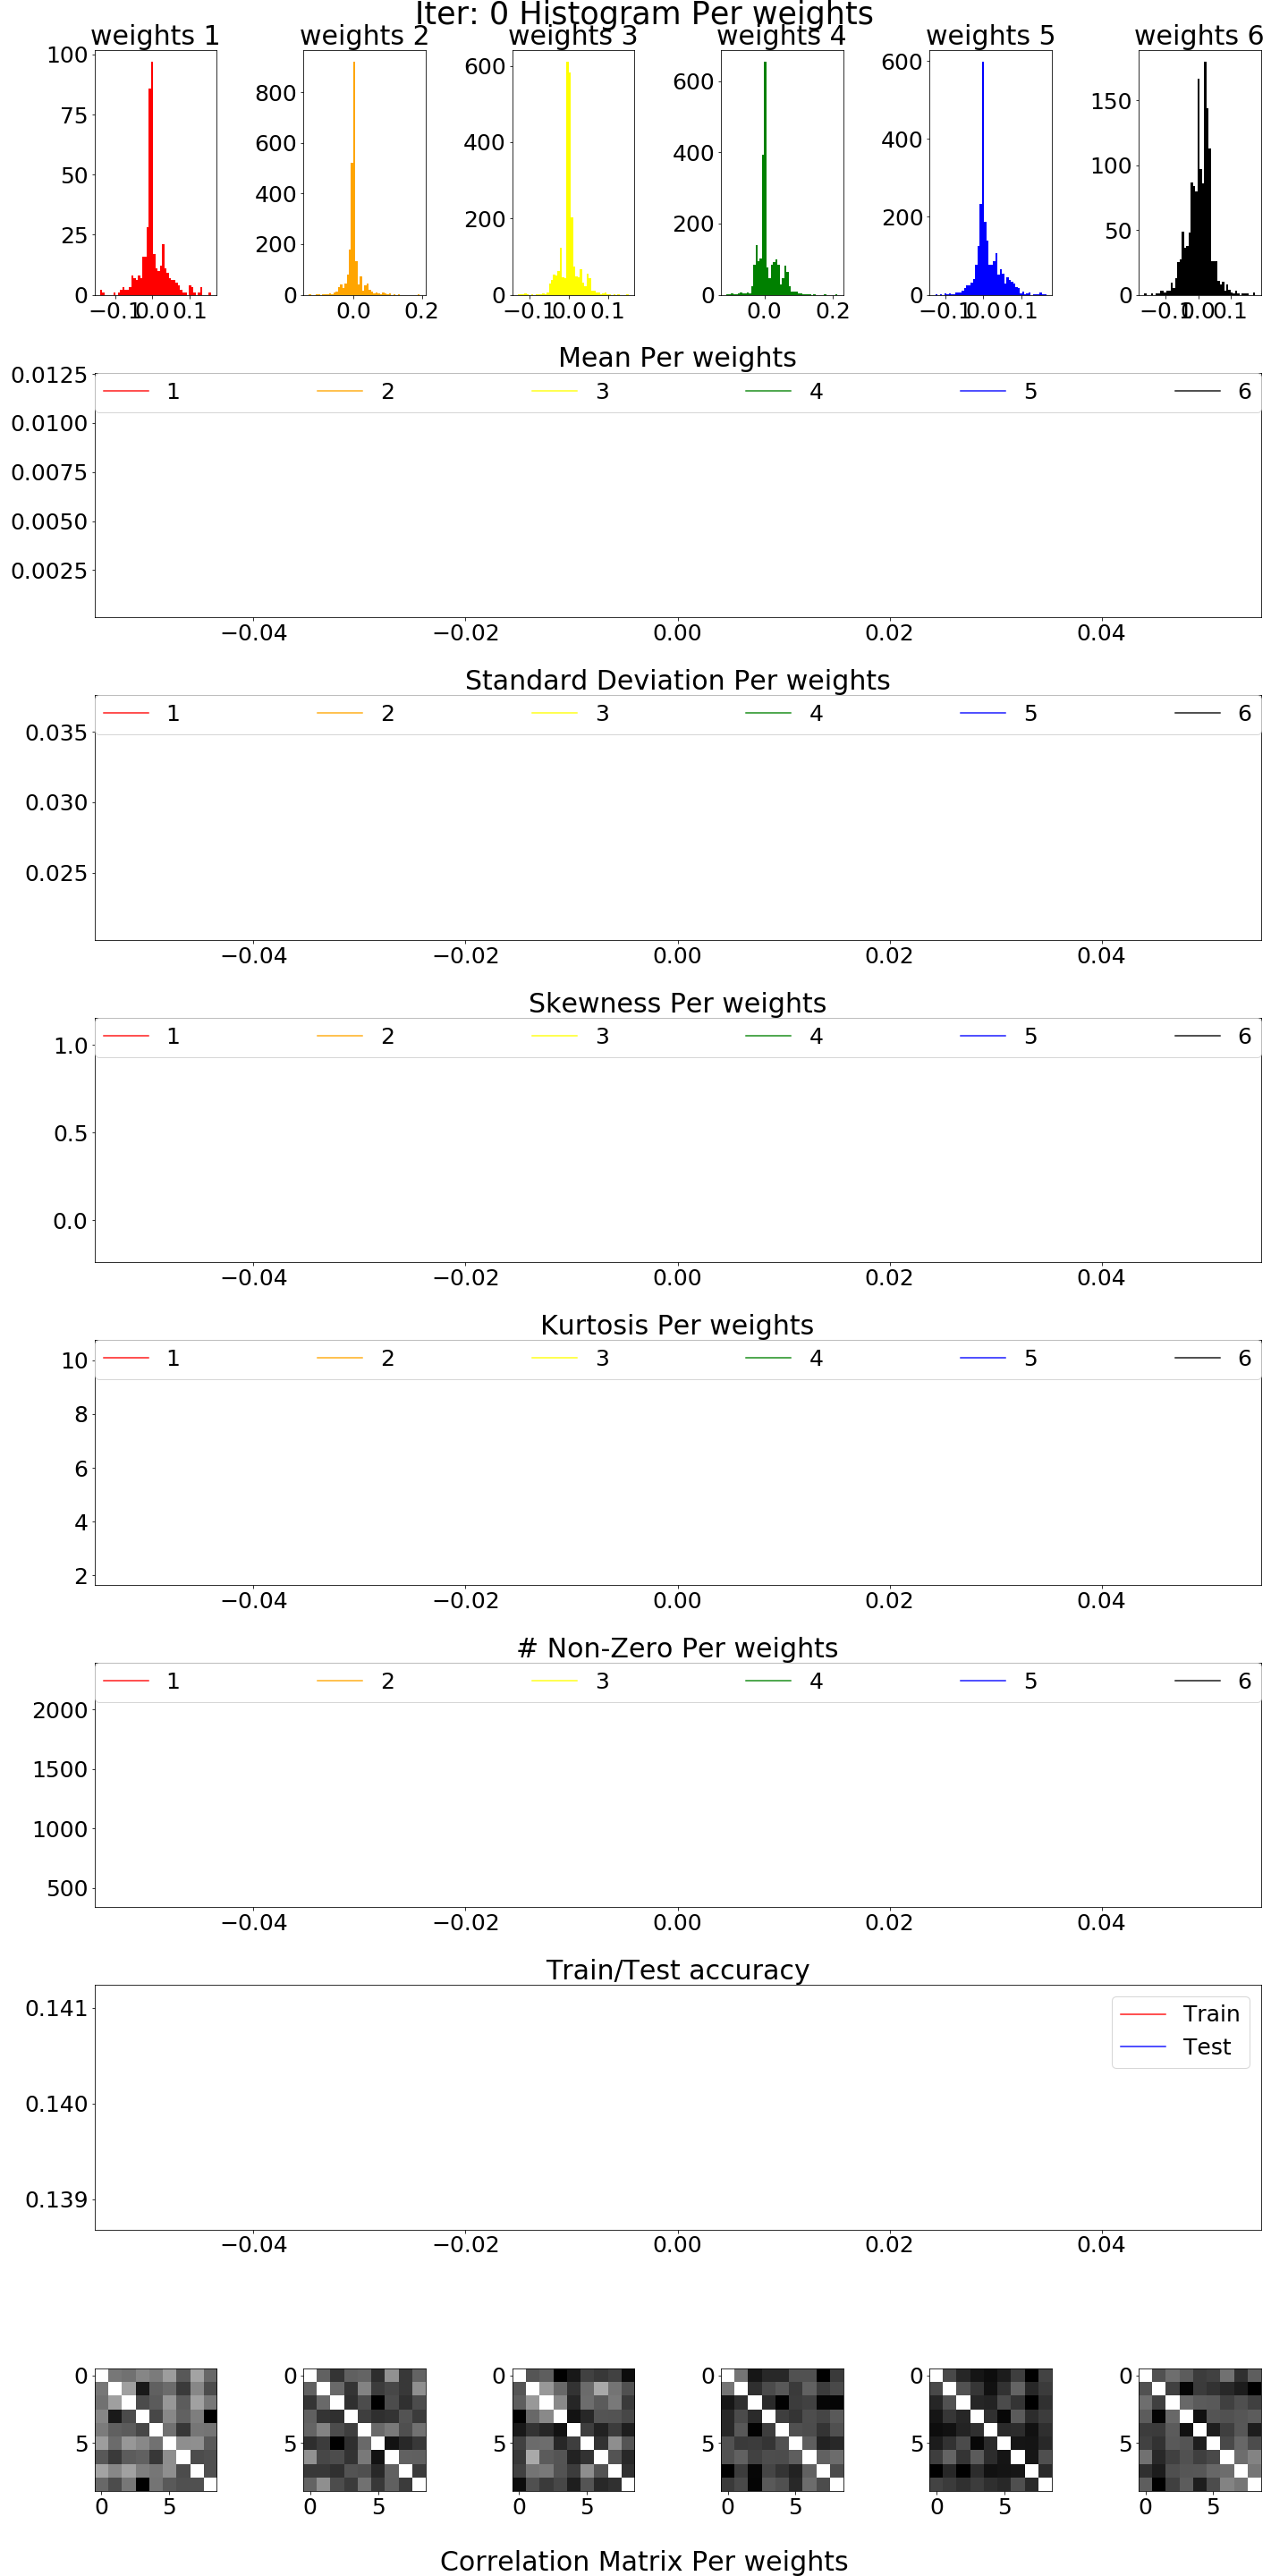 Iter: 0 Histogram Per weights
weights 1 weights 2 weights 3 weights 4 weights 5 weights 6
100
75
50
25
0
−0.1 0.0 0.1
800
600
400
200
0
0.0 0.2
600
400
200
0
−0.1 0.0 0.1
600
400
200
0
0.0 0.2
600
400
200
0
−0.1 0.0 0.1
150
100
50
0
−0.1 0.0 0.1
Mean Per weights
1 2 3 4 5 6
0.0125
0.0100
0.0075
0.0050
0.0025
−0.04 −0.02 0.00 0.02 0.04
Standard Deviation Per weights
1 2 3 4 5 6
0.035
0.030
0.025
−0.04 −0.02 0.00 0.02 0.04
Skewness Per weights
1 2 3 4 5 6
1.0
0.5
0.0
−0.04 −0.02 0.00 0.02 0.04
Kurtosis Per weights
1 2 3 4 5 6
10
8
6
4
2
−0.04 −0.02 0.00 0.02 0.04
# Non-Zero Per weights
1 2 3 4 5 6
2000
1500
1000
500
−0.04 −0.02 0.00 0.02 0.04
Train/Test accuracy
Train
Test
0.141
0.140
0.139
−0.04 −0.02 0.00 0.02 0.04
0 0 0 0 0 0
5 5 5 5 5 5
0 5 0 5 0 5 0 5 0 5 0 5
Correlation Matrix Per weights